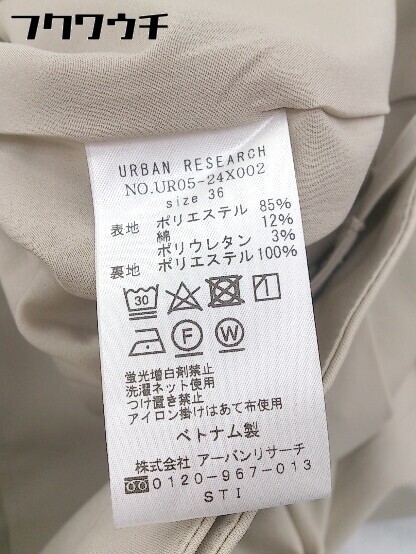 フクワウチ
URBAN RESEARCH
NO.UR05-24X002
size 36
表地 ポリエステル 85%
綿 12%
ポリウレタン 3%
裏地 ポリエステル 100%
30
F W
蛍光増白剤禁止
洗濯ネット使用
つけ置き禁止
アイロン掛けはあて布使用
ベトナム製
株式会社 アーバンリサーチ
0120-967-013
STI